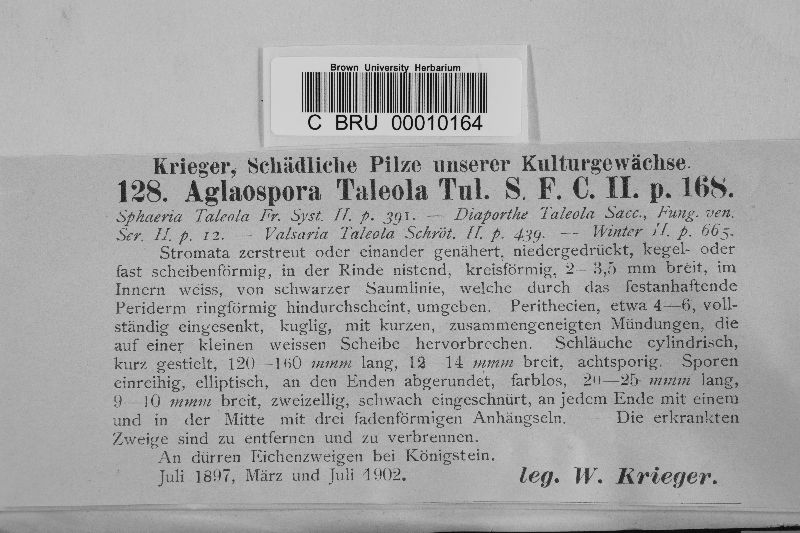 Brown University Herbarium
C BRU 00010164
Krieger, Schädliche Pilze unserer Kulturgewächse.
128. Aglaospora Taleola Tul. S. F. C. II. p. 168.
Sphaeria Taleola Fr. Syst. II. p. 391. — Diaporthe Taleola Sacc., Fung. ven.
Ser. II. p. 12. — Valsaria Taleola Schröt. II. p. 439. — Winter II. p. 665.
Stromata zerstreut oder einander genähert, niedergedrückt, kegel- oder
fast scheibenförmig, in der Rinde nistend, kreisförmig, 2—3,5 mm breit, im
Innern weiss, von schwarzer Saumlinie, welche durch das festanhaftende
Periderm ringförmig hindurchscheint, umgeben. Perithecien, etwa 4—6, voll-
ständig eingesenkt, kuglig, mit kurzen, zusammengeneigten Mündungen, die
auf einer kleinen weissen Scheibe hervorbrechen. Schläuche cylindrisch,
kurz gestielt, 120—160 mmm lang, 12—14 mmm breit, achtsporig. Sporen
einreihig, elliptisch, an den Enden abgerundet, farblos, 20—25 mmm lang,
9—10 mmm breit, zweizellig, schwach eingeschnürt, an jedem Ende mit einem
und in der Mitte mit drei fadenförmigen Anhängseln. Die erkrankten
Zweige sind zu entfernen und zu verbrennen.
An dürren Eichenzweigen bei Königstein.
Juli 1897, März und Juli 1902. leg. W. Krieger.